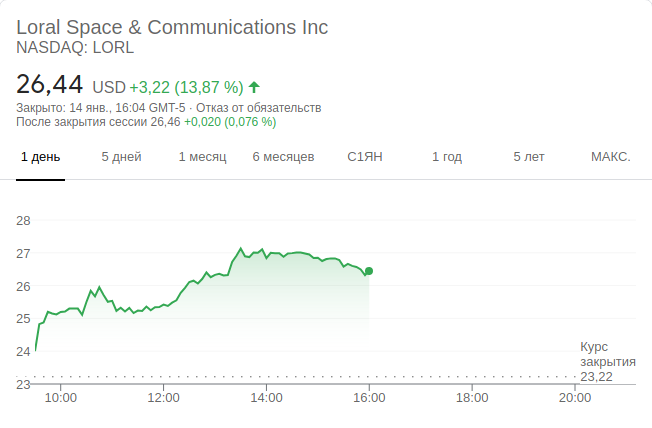 Loral Space & Communications Inc
NASDAQ: LORL
26,44 USD +3,22 (13,87 %)
Закрыто: 14 янв., 16:04 GMT-5 · Отказ от обязательств
После закрытия сессии 26,46 +0,020 (0,076 %)
1 день 5 дней 1 месяц 6 месяцев С1ЯН 1 год 5 лет МАКС.
28
27
26
25
24
Курс
закрытия
23,22
23
10:00 12:00 14:00 16:00 18:00 20:00